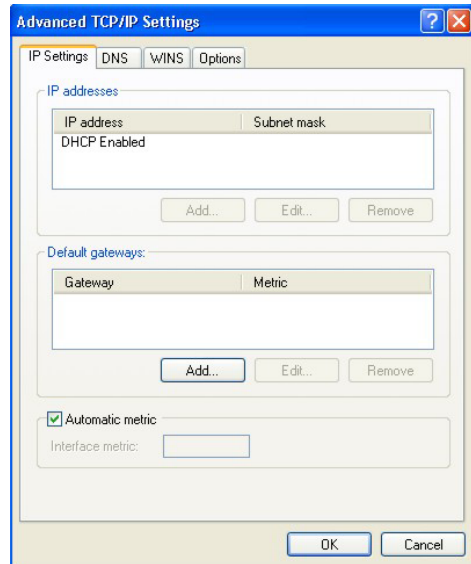 Advanced TCP/IP Settings
IP Settings DNS WINS Options
IP addresses
IP address Subnet mask
DHCP Enabled
Add... Edit... Remove
Default gateways:
Gateway Metric
Add... Edit... Remove
Automatic metric
Interface metric:
OK Cancel